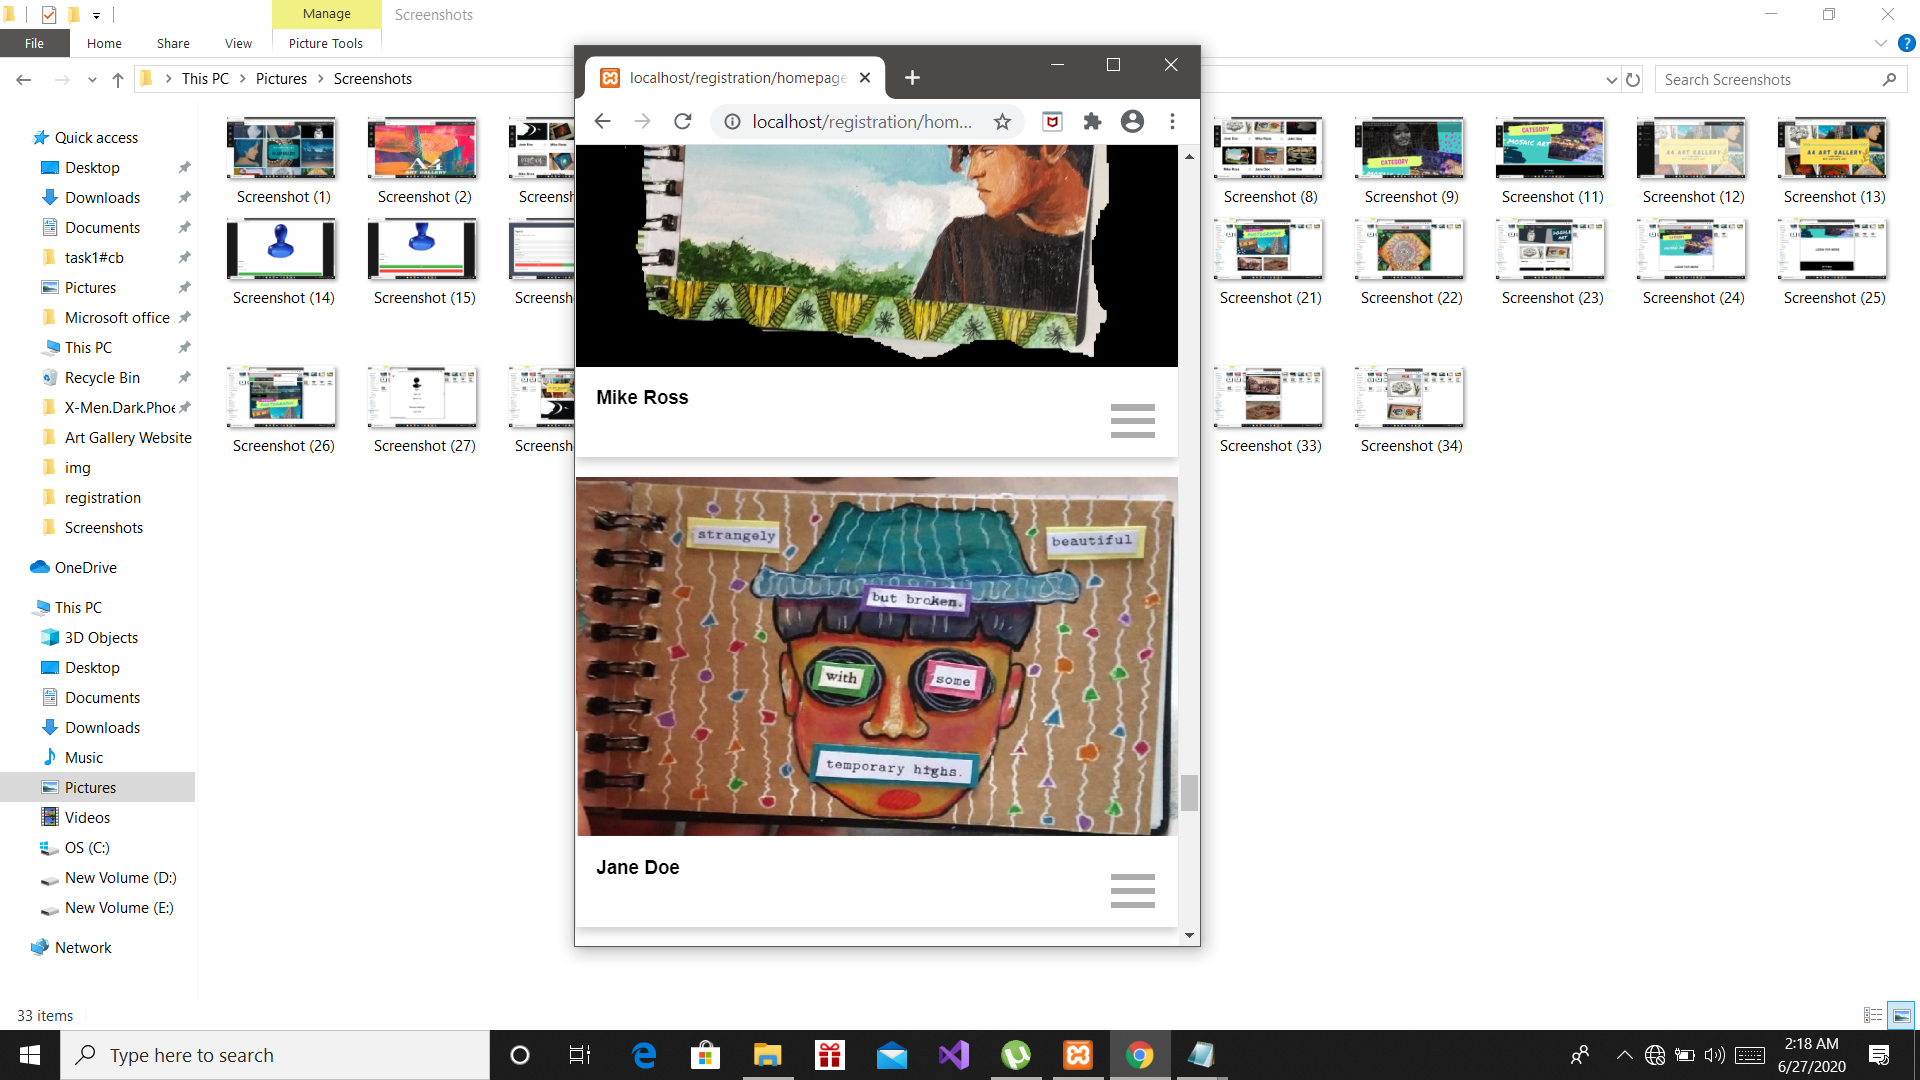 Manage
Screenshots
File
Home
Share
View
Picture Tools
This PC
Pictures
Screenshots
Search Screenshots
localhost/registration/homepage
localhost/registration/hom...
Quick access
Desktop
Downloads
Documents
task1#cb
Pictures
Microsoft office
This PC
Recycle Bin
X-Men.Dark.Phoe
Art Gallery Website
img
registration
Screenshots
OneDrive
This PC
3D Objects
Desktop
Documents
Downloads
Music
Pictures
Videos
OS (C:)
New Volume (D:)
New Volume (E:)
Network
Screenshot (1)
Screenshot (2)
Screensh
Screenshot (8)
Screenshot (9)
Screenshot (11)
Screenshot (12)
Screenshot (13)
Screenshot (14)
Screenshot (15)
Screensh
Screenshot (21)
Screenshot (22)
Screenshot (23)
Screenshot (24)
Screenshot (25)
Screenshot (26)
Screenshot (27)
Screensh
Screenshot (33)
Screenshot (34)
Mike Ross
strangely
beautiful
but broken.
with
some
temporary highs.
Jane Doe
33 items
Type here to search
2:18 AM
6/27/2020